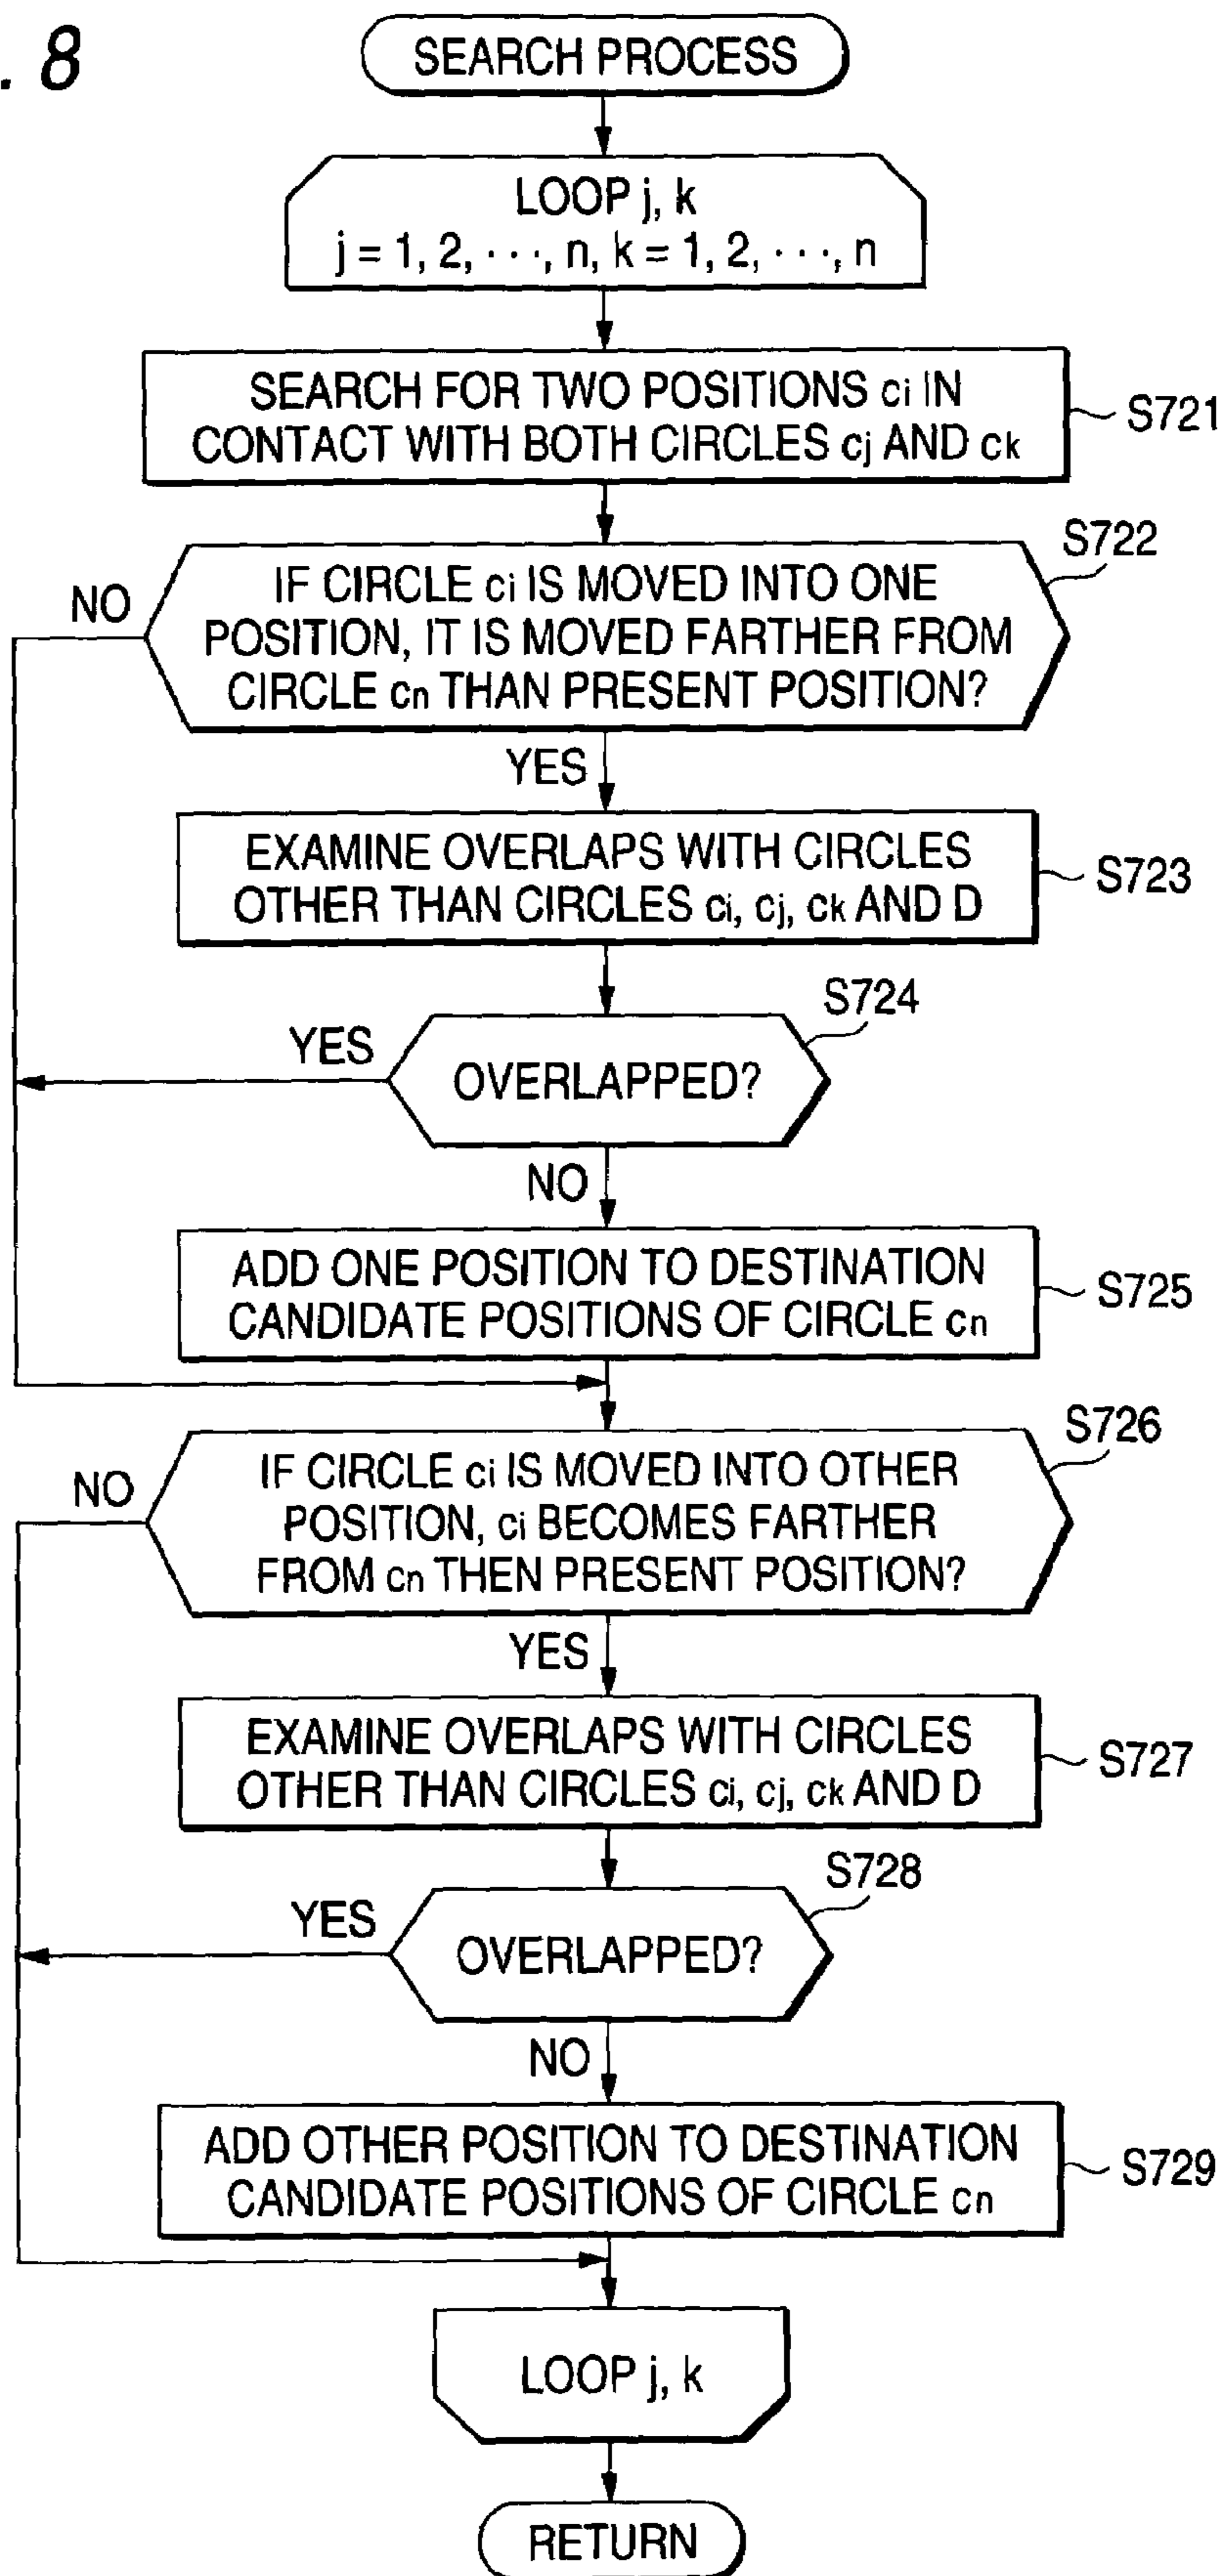 . 8
SEARCH PROCESS
LOOP j, k
j = 1, 2, · · ·, n, k = 1, 2, · · ·, n
SEARCH FOR TWO POSITIONS ci IN
CONTACT WITH BOTH CIRCLES cj AND ck
S721
S722
IF CIRCLE ci IS MOVED INTO ONE
POSITION, IT IS MOVED FARTHER FROM
CIRCLE cn THAN PRESENT POSITION?
NO
YES
EXAMINE OVERLAPS WITH CIRCLES
OTHER THAN CIRCLES ci, cj, ck AND D
S723
S724
OVERLAPPED?
YES
NO
ADD ONE POSITION TO DESTINATION
CANDIDATE POSITIONS OF CIRCLE cn
S725
S726
IF CIRCLE ci IS MOVED INTO OTHER
POSITION, ci BECOMES FARTHER
FROM cn THEN PRESENT POSITION?
NO
YES
EXAMINE OVERLAPS WITH CIRCLES
OTHER THAN CIRCLES ci, cj, ck AND D
S727
S728
OVERLAPPED?
YES
NO
ADD OTHER POSITION TO DESTINATION
CANDIDATE POSITIONS OF CIRCLE cn
S729
LOOP j, k
RETURN